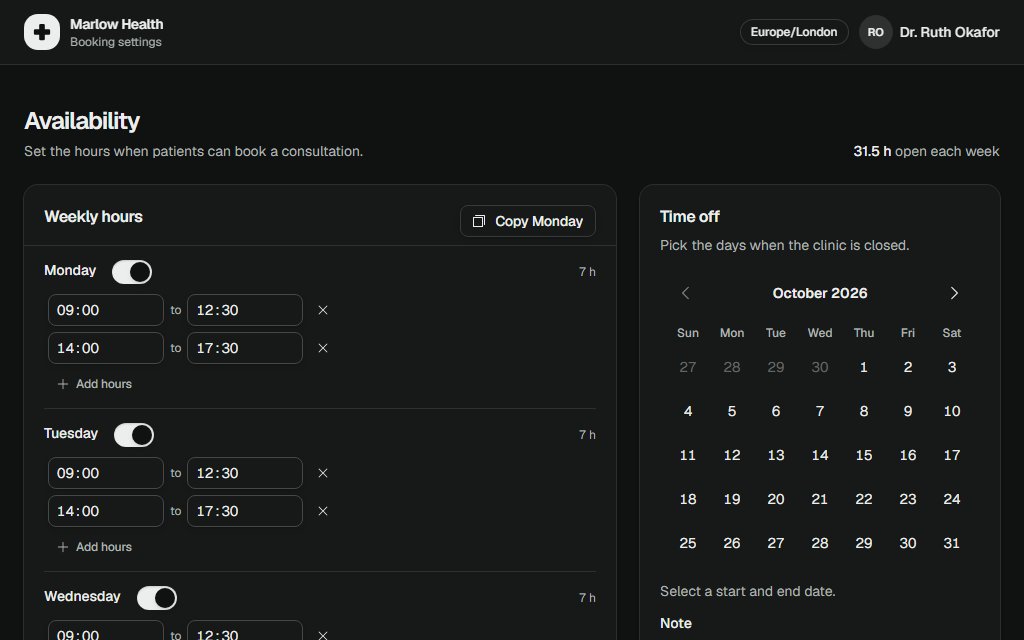 Marlow Health
Booking settings
Europe/London
RO
Dr. Ruth Okafor
Availability
Set the hours when patients can book a consultation.
31.5 h open each week
Weekly hours
Copy Monday
Monday
7 h
09:00 to 12:30
14:00 to 17:30
Add hours
Tuesday
7 h
09:00 to 12:30
14:00 to 17:30
Add hours
Wednesday
7 h
09:00 to 12:30
Time off
Pick the days when the clinic is closed.
October 2026
Sun Mon Tue Wed Thu Fri Sat
27 28 29 30 1 2 3
4 5 6 7 8 9 10
11 12 13 14 15 16 17
18 19 20 21 22 23 24
25 26 27 28 29 30 31
Select a start and end date.
Note